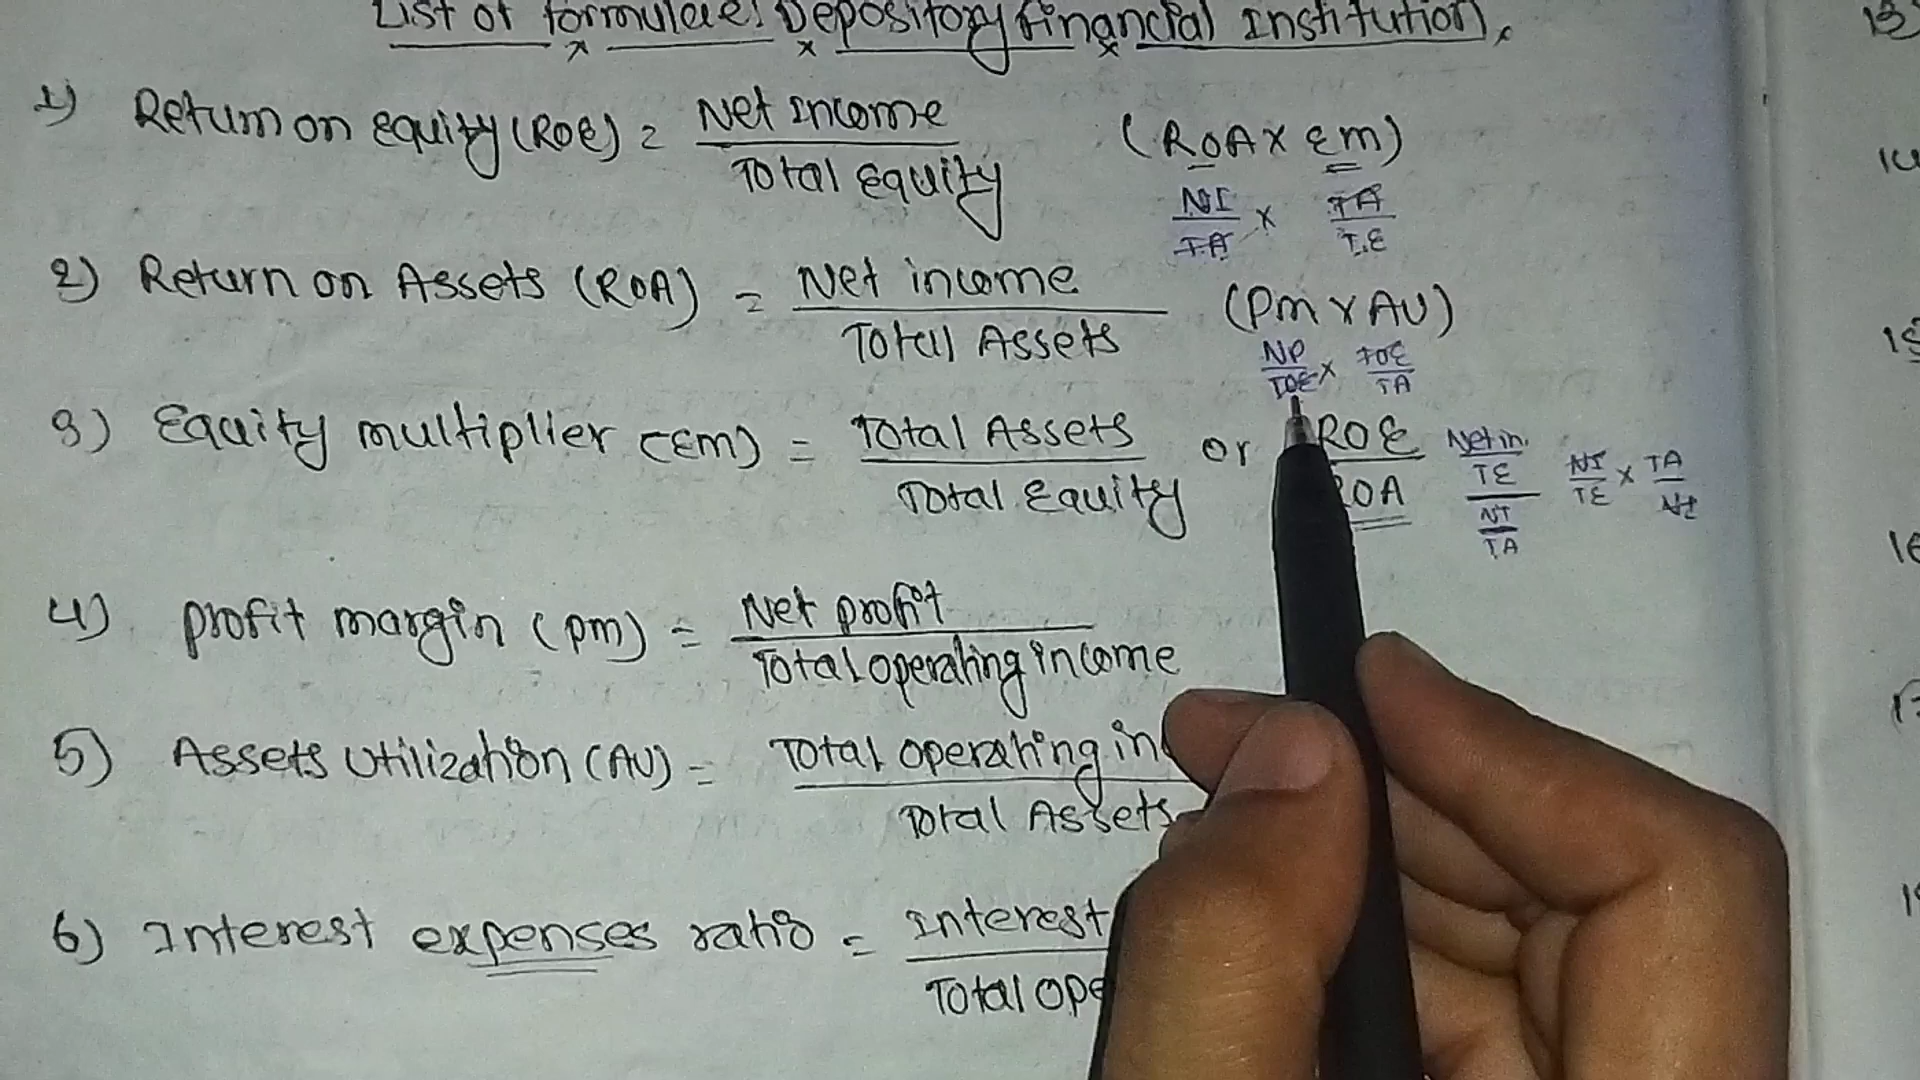 List of formulae: Depository financial Institution,
13)
1) Return on equity (ROE) = Net Income / Total Equity (ROA X EM)
NI / TA X TA / T.E
14
2) Return on Assets (ROA) = Net income / Total Assets (PM X AU)
NP / TOE X TOE / TA
15
3) Equity multiplier (EM) = Total Assets / Total Equity or ROE / ROA Net in. / TE / NI / TA NI / TE X TA / NI
16
4) profit margin (pm) = Net profit / Total operating income
5) Assets Utilization (AU) = Total operating in / Total Assets
6) Interest expenses ratio = Interest / Total ope